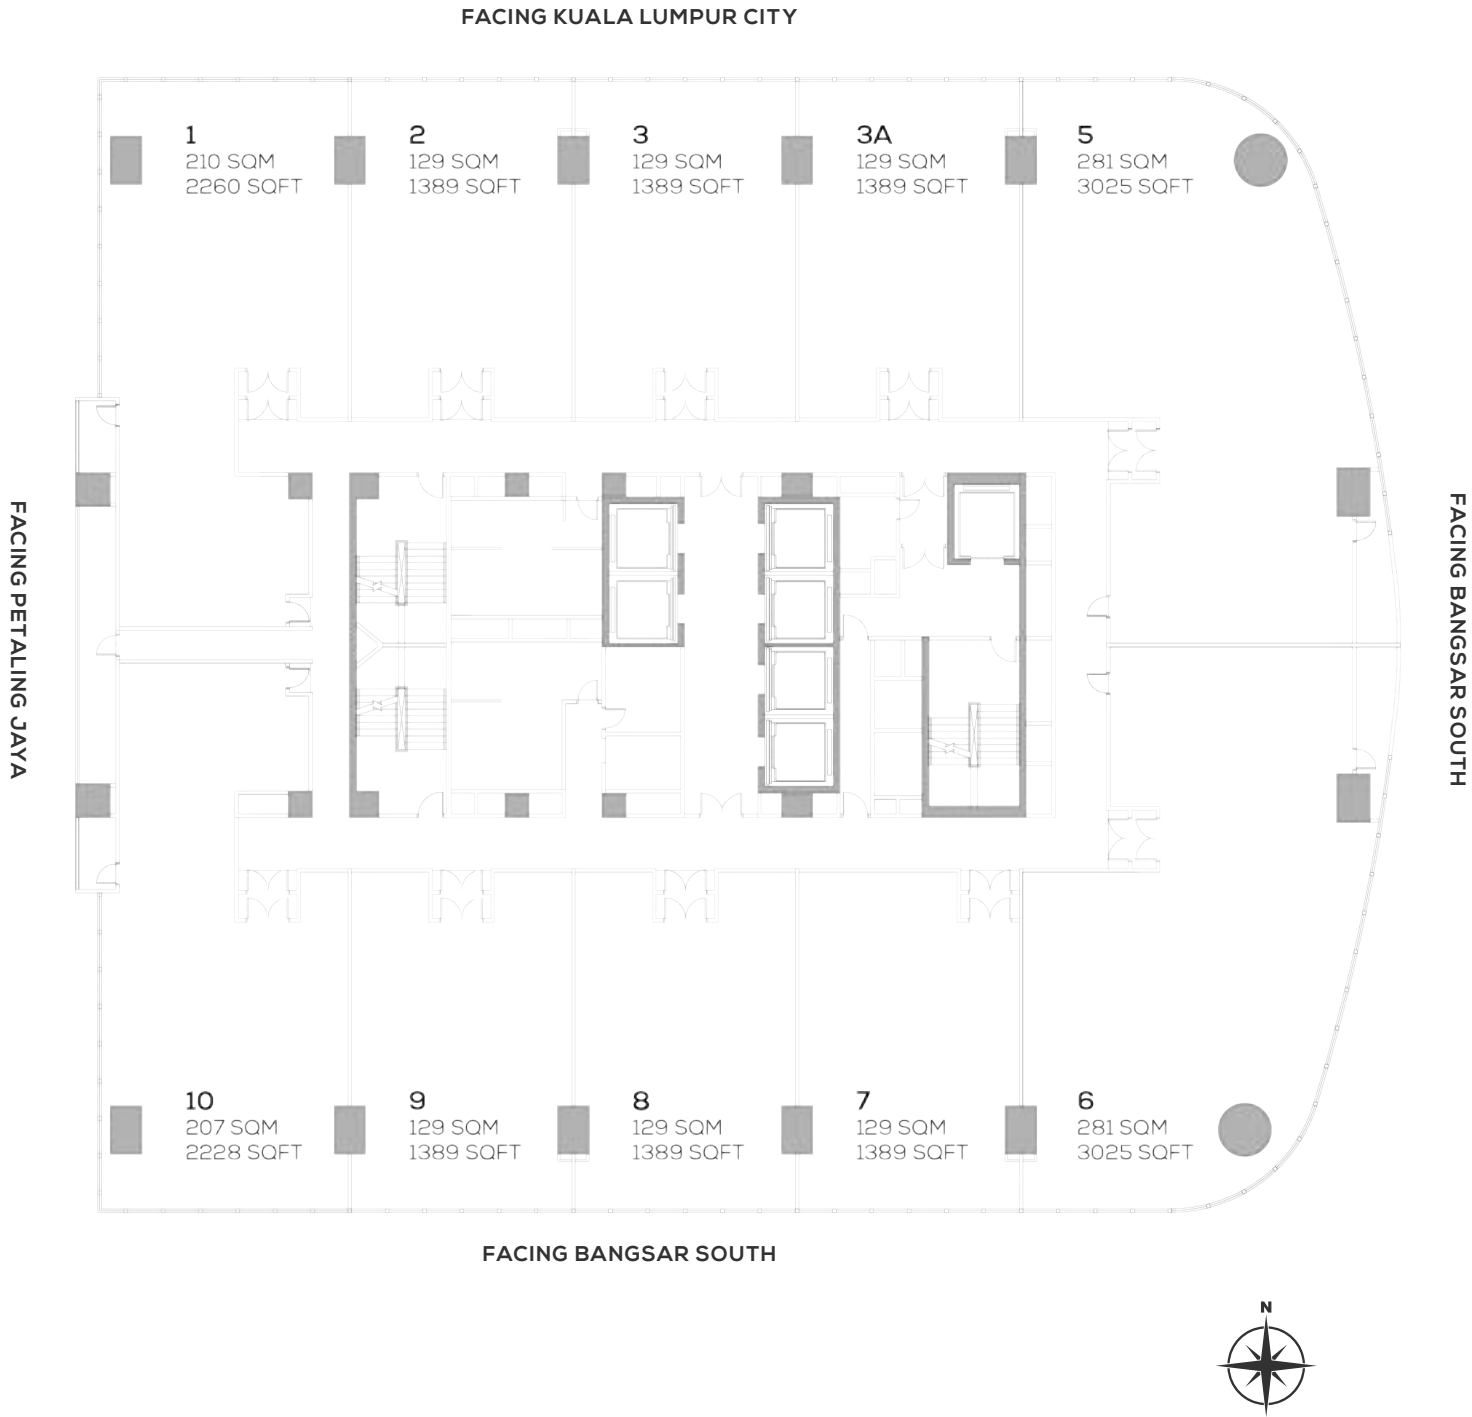 FACING KUALA LUMPUR CITY
1
210 SQM
2260 SQFT
2
129 SQM
1389 SQFT
3
129 SQM
1389 SQFT
3A
129 SQM
1389 SQFT
5
281 SQM
3025 SQFT
FACING PETALING JAYA
FACING BANGSAR SOUTH
10
207 SQM
2228 SQFT
9
129 SQM
1389 SQFT
8
129 SQM
1389 SQFT
7
129 SQM
1389 SQFT
6
281 SQM
3025 SQFT
FACING BANGSAR SOUTH
N